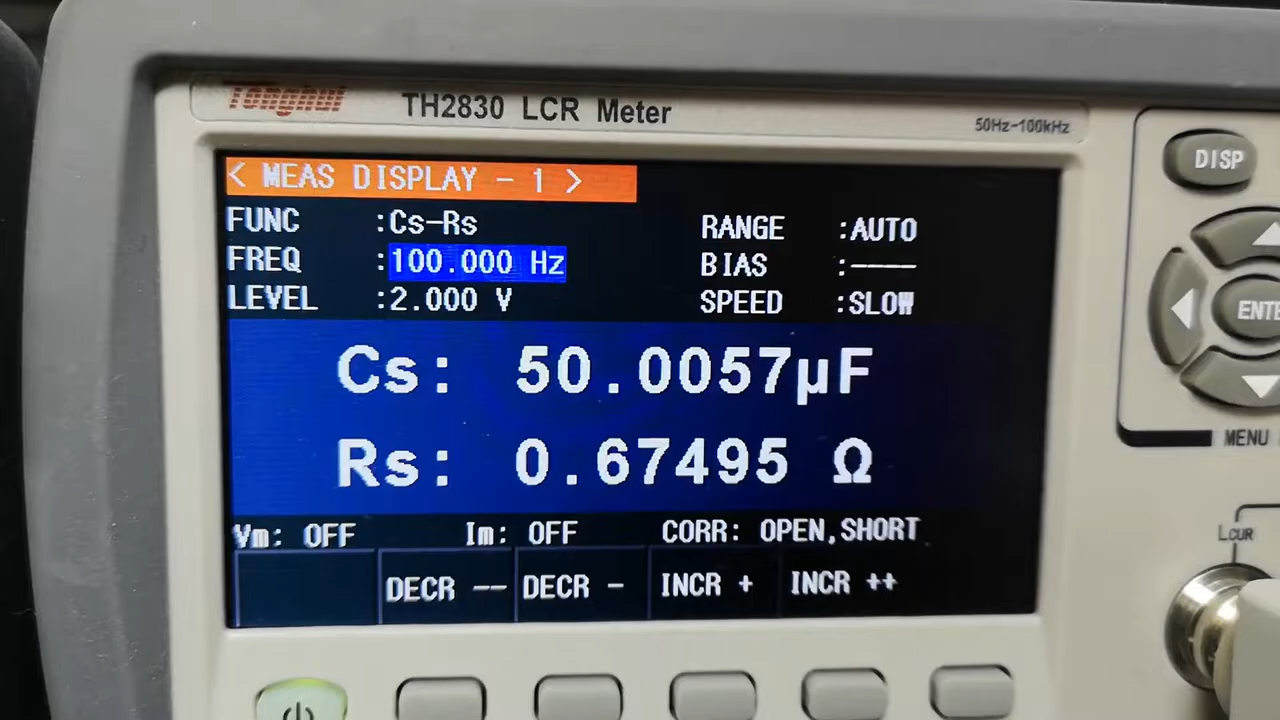 Tonghui TH2830 LCR Meter
50Hz-100kHz
< MEAS DISPLAY - 1 >
FUNC :Cs-Rs RANGE :AUTO
FREQ :100.000 Hz BIAS :----
LEVEL :2.000 V SPEED :SLOW
Cs: 50.0057µF
Rs: 0.67495 Ω
Vm: OFF Im: OFF CORR: OPEN,SHORT
DECR -- DECR - INCR + INCR ++
DISP
MENU
LCUR